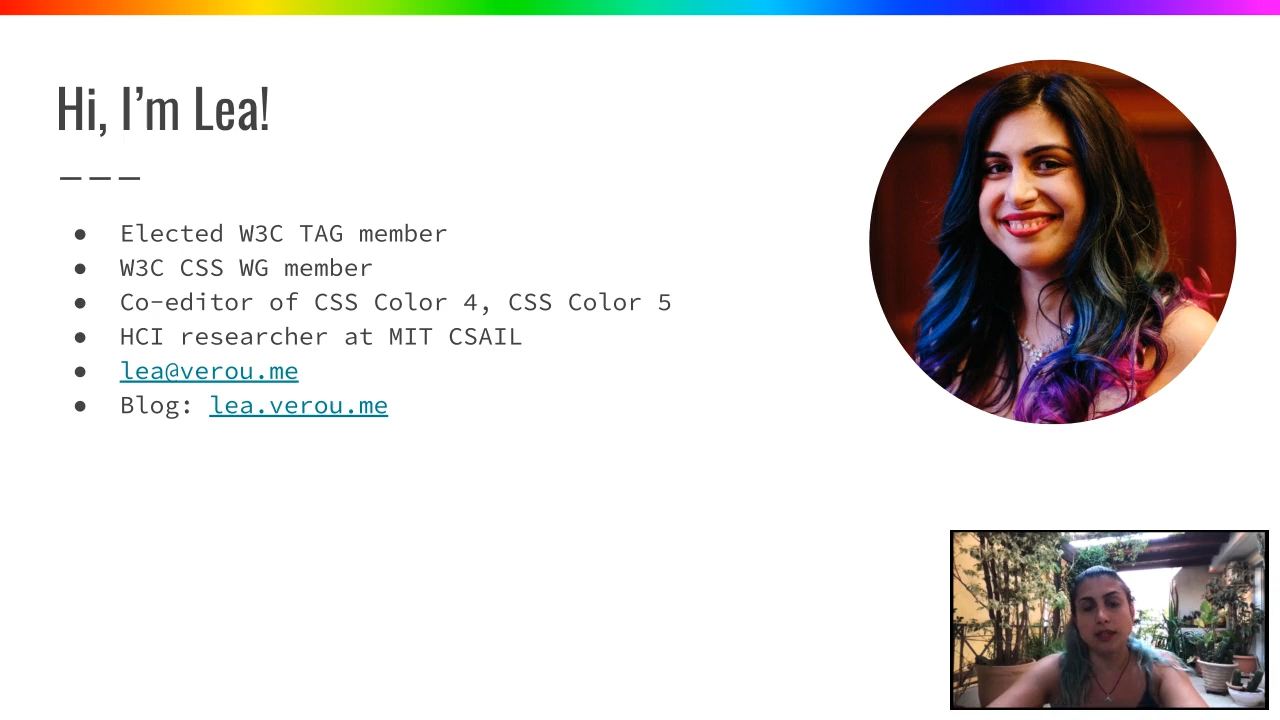 Hi, I’m Lea!
Elected W3C TAG member
W3C CSS WG member
Co-editor of CSS Color 4, CSS Color 5
HCI researcher at MIT CSAIL
lea@verou.me
Blog: lea.verou.me